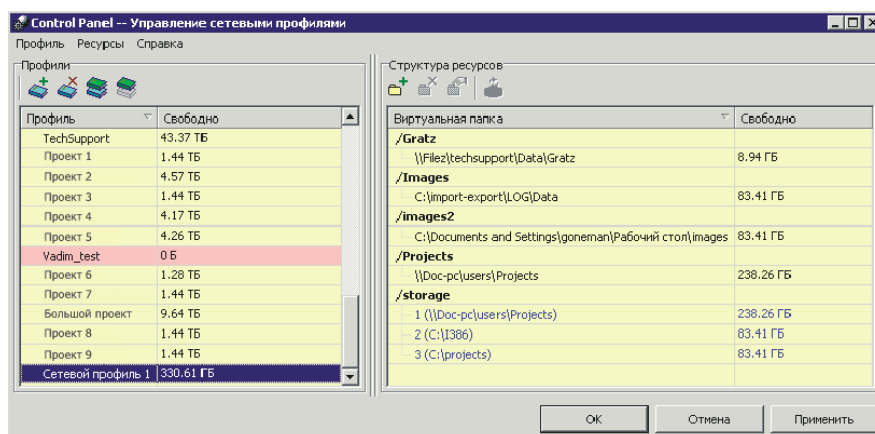 Control Panel -- Управление сетевыми профилями
Профиль Ресурсы Справка
Профили
Профиль Свободно
TechSupport 43.37 ТБ
Проект 1 1.44 ТБ
Проект 2 4.57 ТБ
Проект 3 1.44 ТБ
Проект 4 4.17 ТБ
Проект 5 4.26 ТБ
Vadim_test 0 Б
Проект 6 1.28 ТБ
Проект 7 1.44 ТБ
Большой проект 9.64 ТБ
Проект 8 1.44 ТБ
Проект 9 1.44 ТБ
Сетевой профиль 1 330.61 ГБ
Структура ресурсов
Виртуальная папка Свободно
/Gratz
\\Filez\techsupport\Data\Gratz 8.94 ГБ
/Images
C:\import-export\LOG\Data 83.41 ГБ
/images2
C:\Documents and Settings\goneman\Рабочий стол\images 83.41 ГБ
/Projects
\\Doc-pc\users\Projects 238.26 ГБ
/storage
1 (\\Doc-pc\users\Projects) 238.26 ГБ
2 (C:\I386) 83.41 ГБ
3 (C:\projects) 83.41 ГБ
OK Отмена Применить